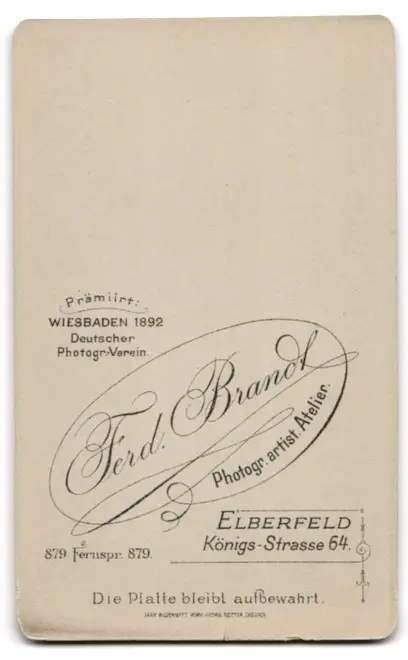 Prämiirt:
WIESBADEN 1892
Deutscher
Photogr.-Verein.
Ferd. Brandt
Photogr. artist. Atelier.
ELBERFELD
Königs-Strasse 64.
879 Fernspr. 879.
Die Platte bleibt aufbewahrt.